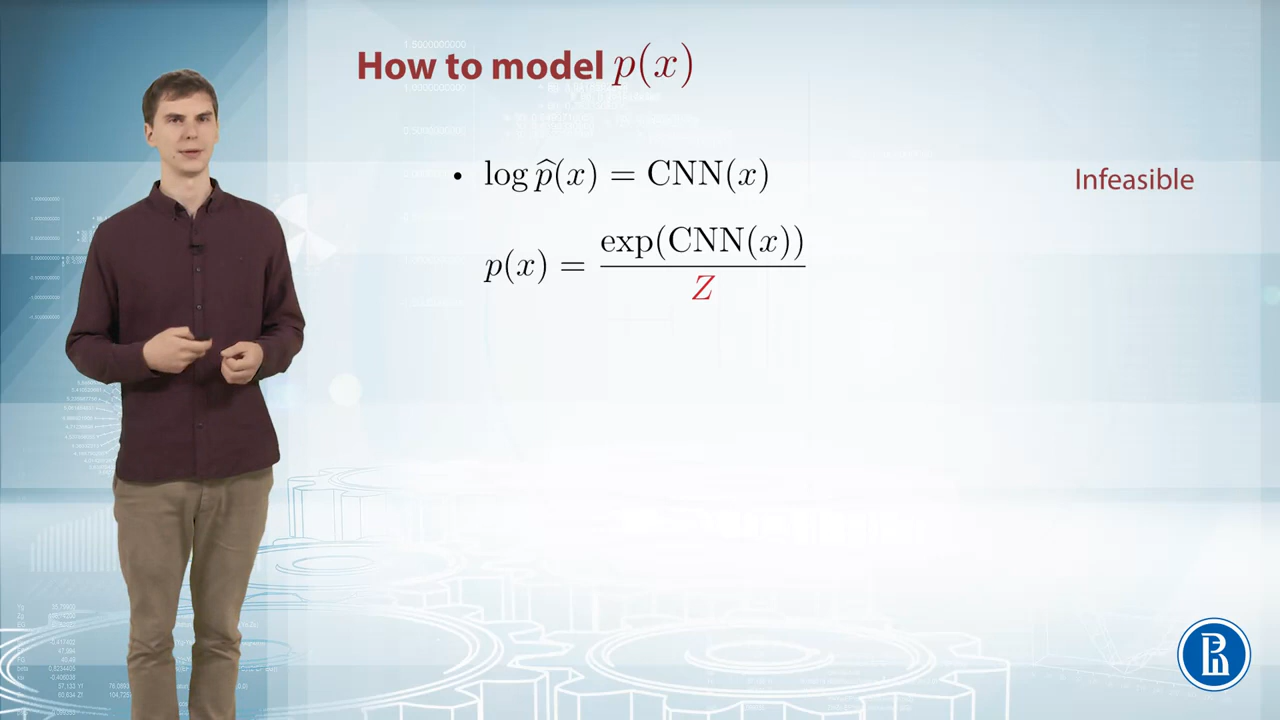 How to model p(x)
• log p̂(x) = CNN(x)
Infeasible
p(x) = exp(CNN(x)) / Z